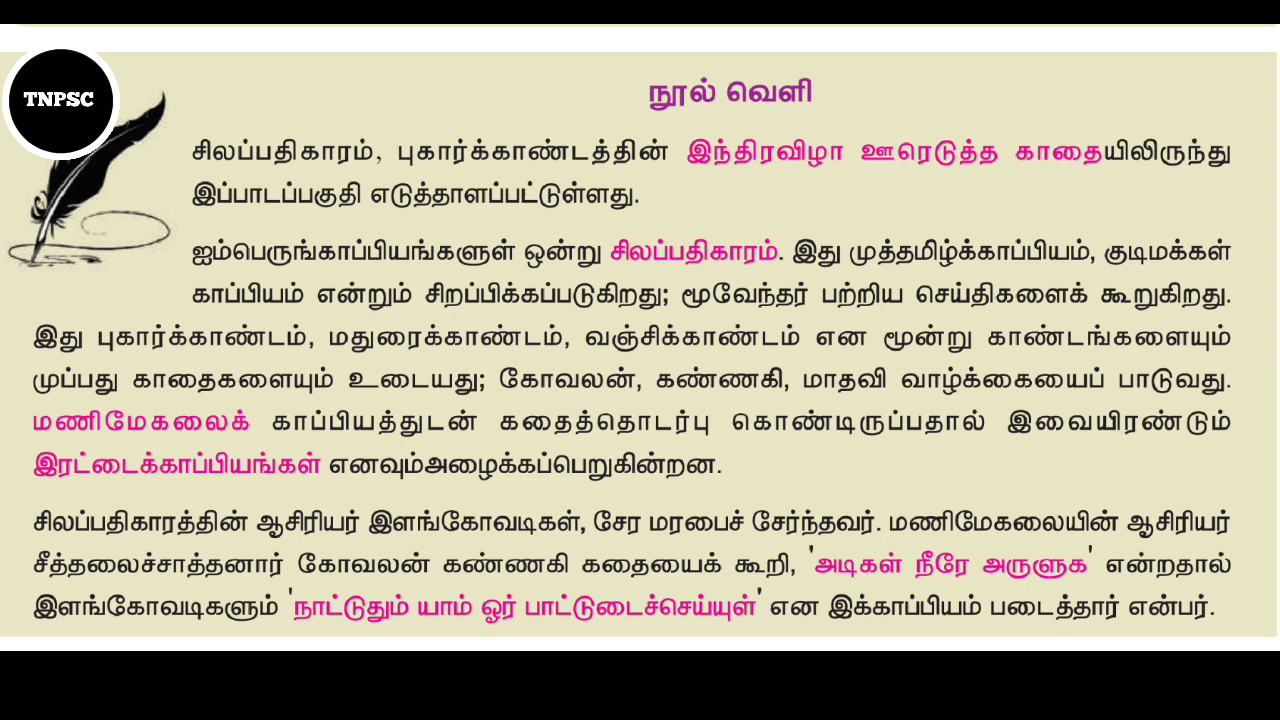 TNPSC
நூல் வெளி
சிலப்பதிகாரம், புகார்க்காண்டத்தின் இந்திரவிழா ஊரெடுத்த காதையிலிருந்து
இப்பாடப்பகுதி எடுத்தாளப்பட்டுள்ளது.
ஐம்பெருங்காப்பியங்களுள் ஒன்று சிலப்பதிகாரம். இது முத்தமிழ்க்காப்பியம், குடிமக்கள்
காப்பியம் என்றும் சிறப்பிக்கப்படுகிறது; மூவேந்தர் பற்றிய செய்திகளைக் கூறுகிறது.
இது புகார்க்காண்டம், மதுரைக்காண்டம், வஞ்சிக்காண்டம் என மூன்று காண்டங்களையும்
முப்பது காதைகளையும் உடையது; கோவலன், கண்ணகி, மாதவி வாழ்க்கையைப் பாடுவது.
மணிமேகலைக் காப்பியத்துடன் கதைத்தொடர்பு கொண்டிருப்பதால் இவையிரண்டும்
இரட்டைக்காப்பியங்கள் எனவும்அழைக்கப்பெறுகின்றன.
சிலப்பதிகாரத்தின் ஆசிரியர் இளங்கோவடிகள், சேர மரபைச் சேர்ந்தவர். மணிமேகலையின் ஆசிரியர்
சீத்தலைச்சாத்தனார் கோவலன் கண்ணகி கதையைக் கூறி, 'அடிகள் நீரே அருளுக' என்றதால்
இளங்கோவடிகளும் 'நாட்டுதும் யாம் ஓர் பாட்டுடைச்செய்யுள்' என இக்காப்பியம் படைத்தார் என்பர்.